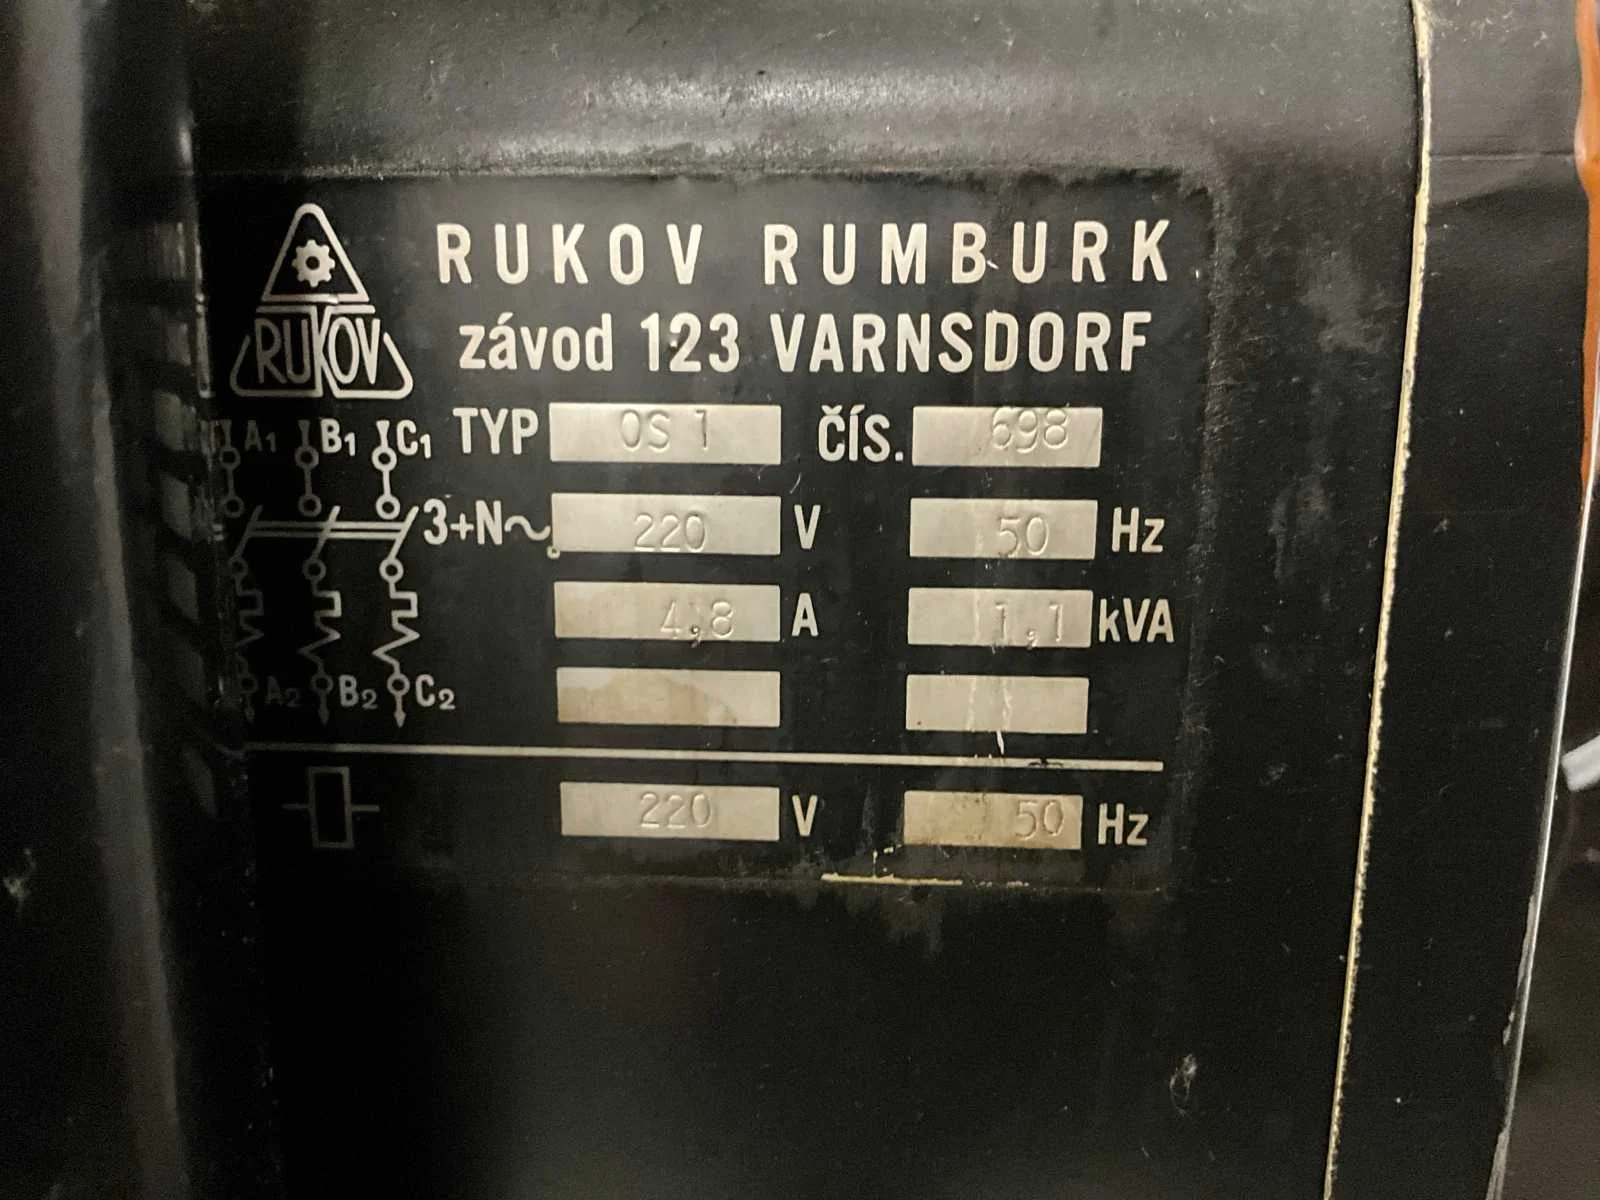 RUKOV RUMBURK
RUKOV
závod 123 VARNSDORF
A1 B1 C1 TYP OS 1 ČÍS. 698
3+N~ 220 V 50 Hz
4,8 A 1,1 kVA
A2 B2 C2
220 V 50 Hz